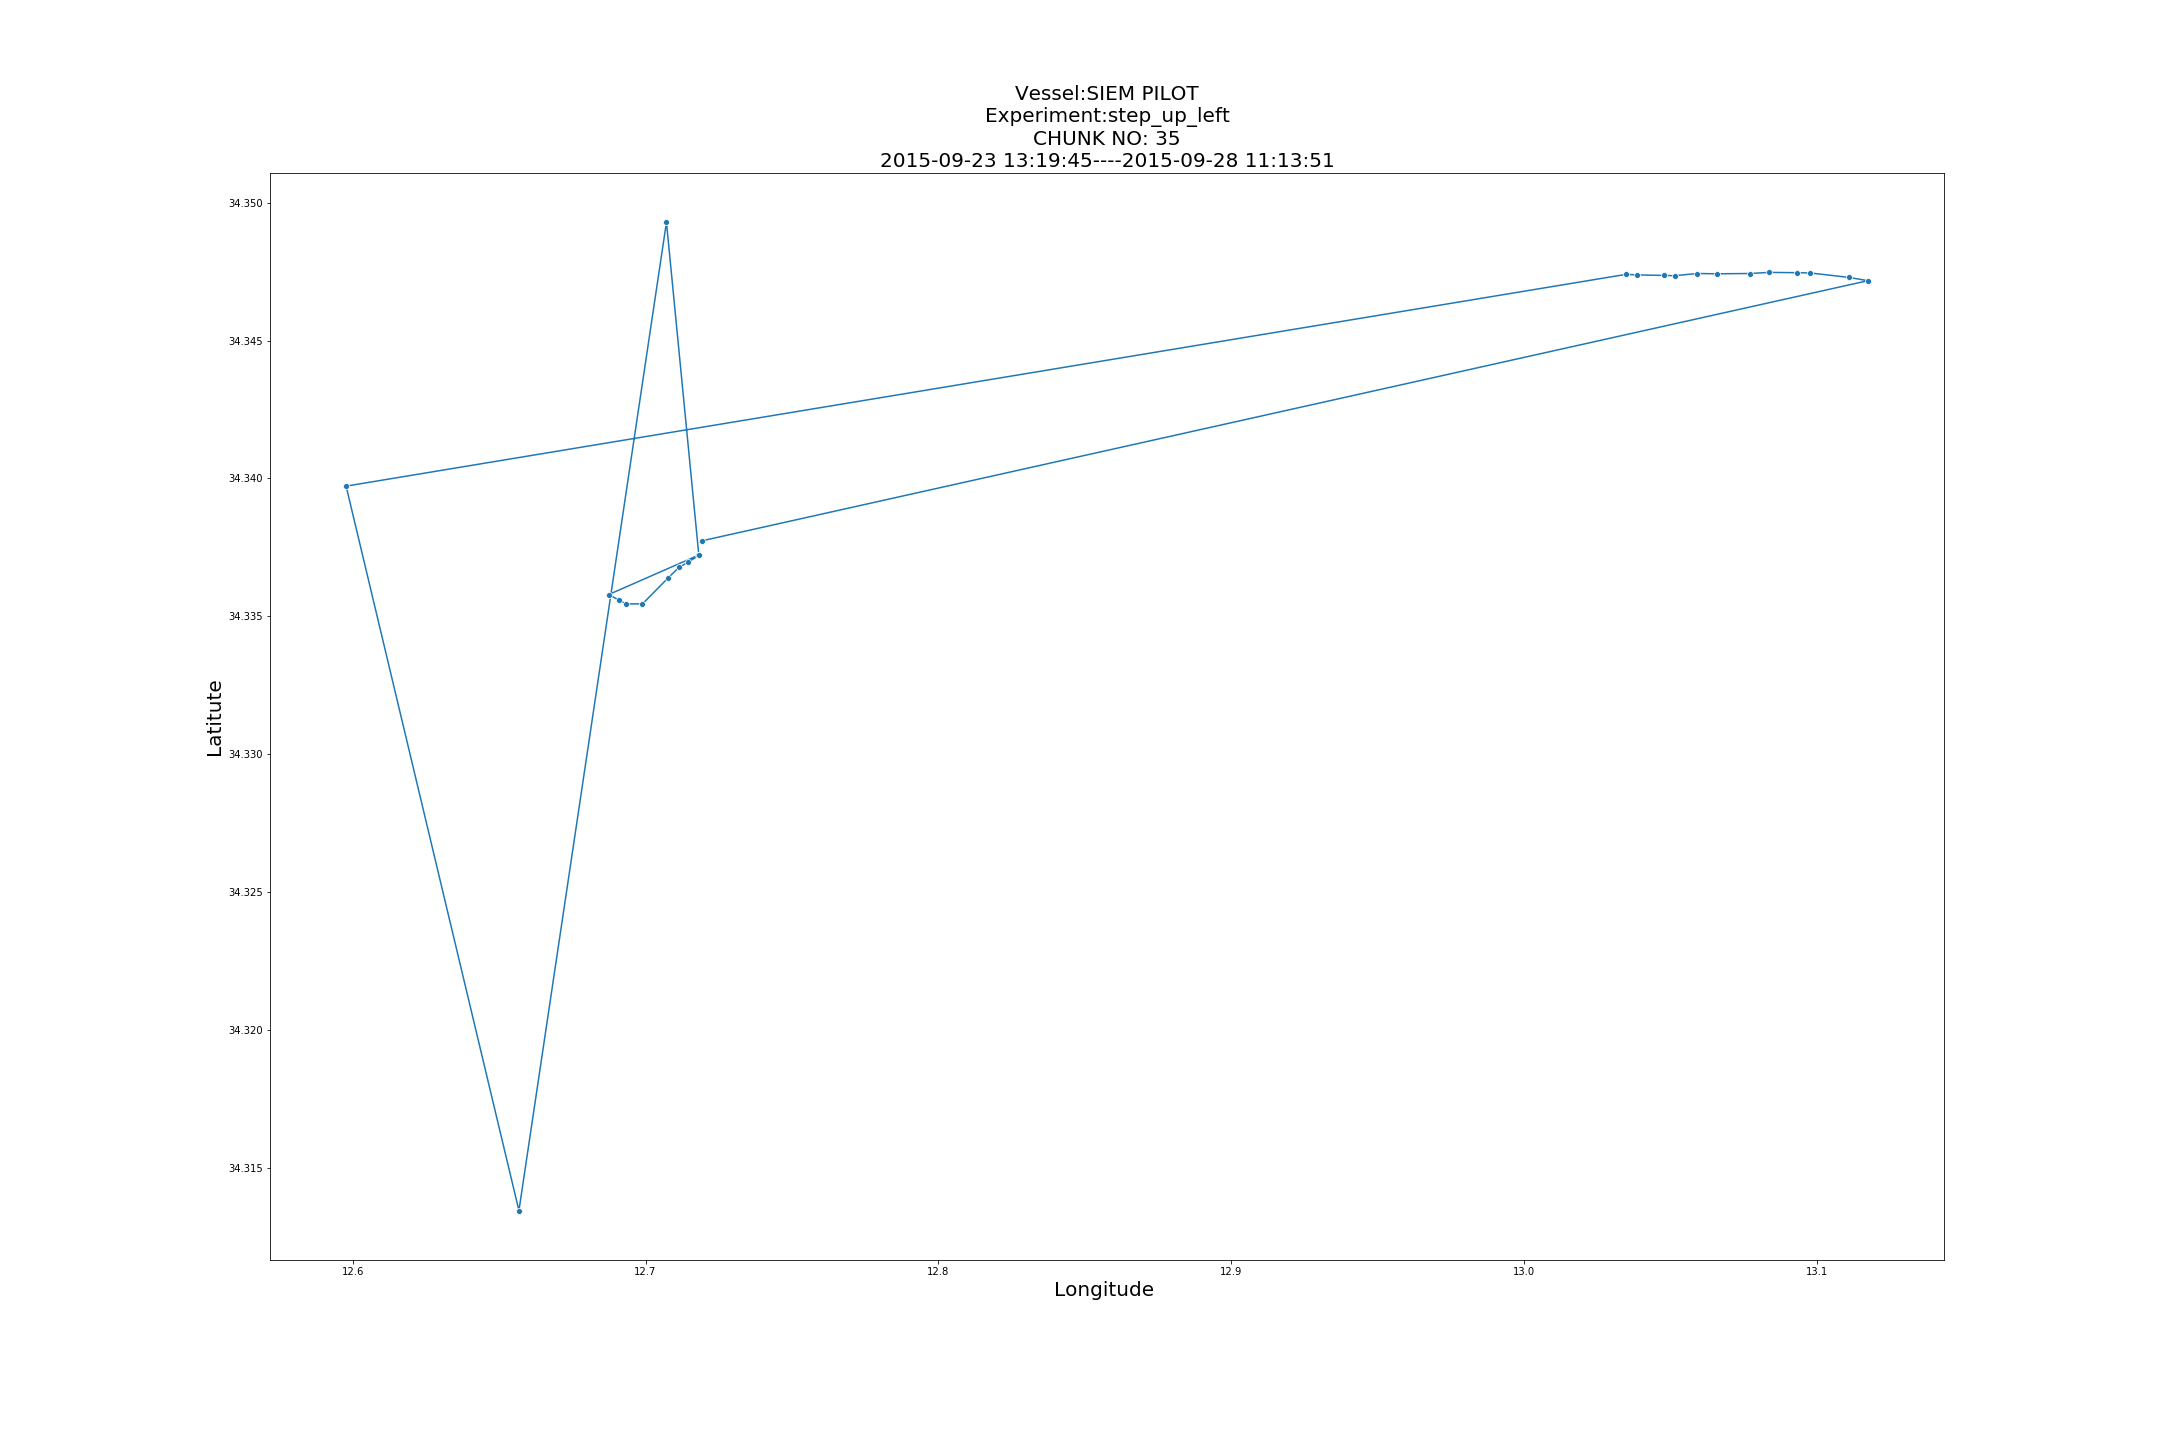 Vessel:SIEM PILOT
Experiment:step_up_left
CHUNK NO: 35
2015-09-23 13:19:45----2015-09-28 11:13:51
34.350
34.345
34.340
34.335
34.330
34.325
34.320
34.315
Latitute
12.6 12.7 12.8 12.9 13.0 13.1
Longitude